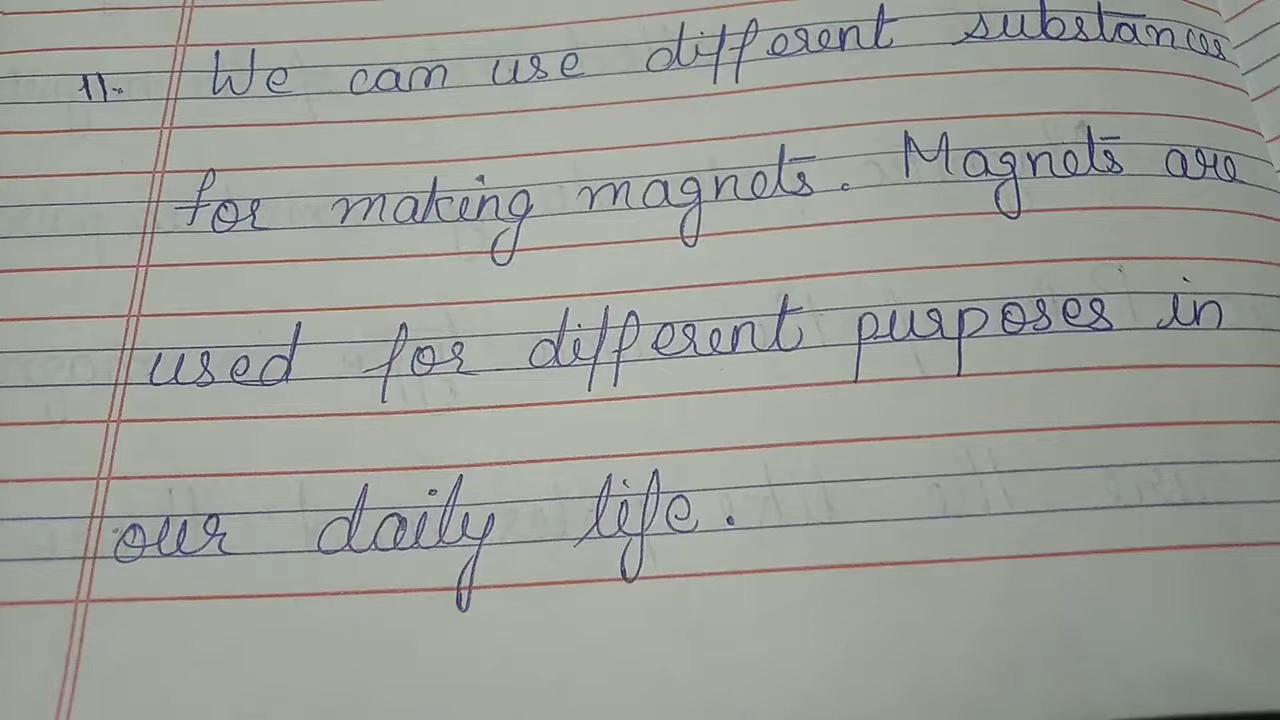 11. We can use different substances
for making magnets. Magnets are
used for different purposes in
our daily life.